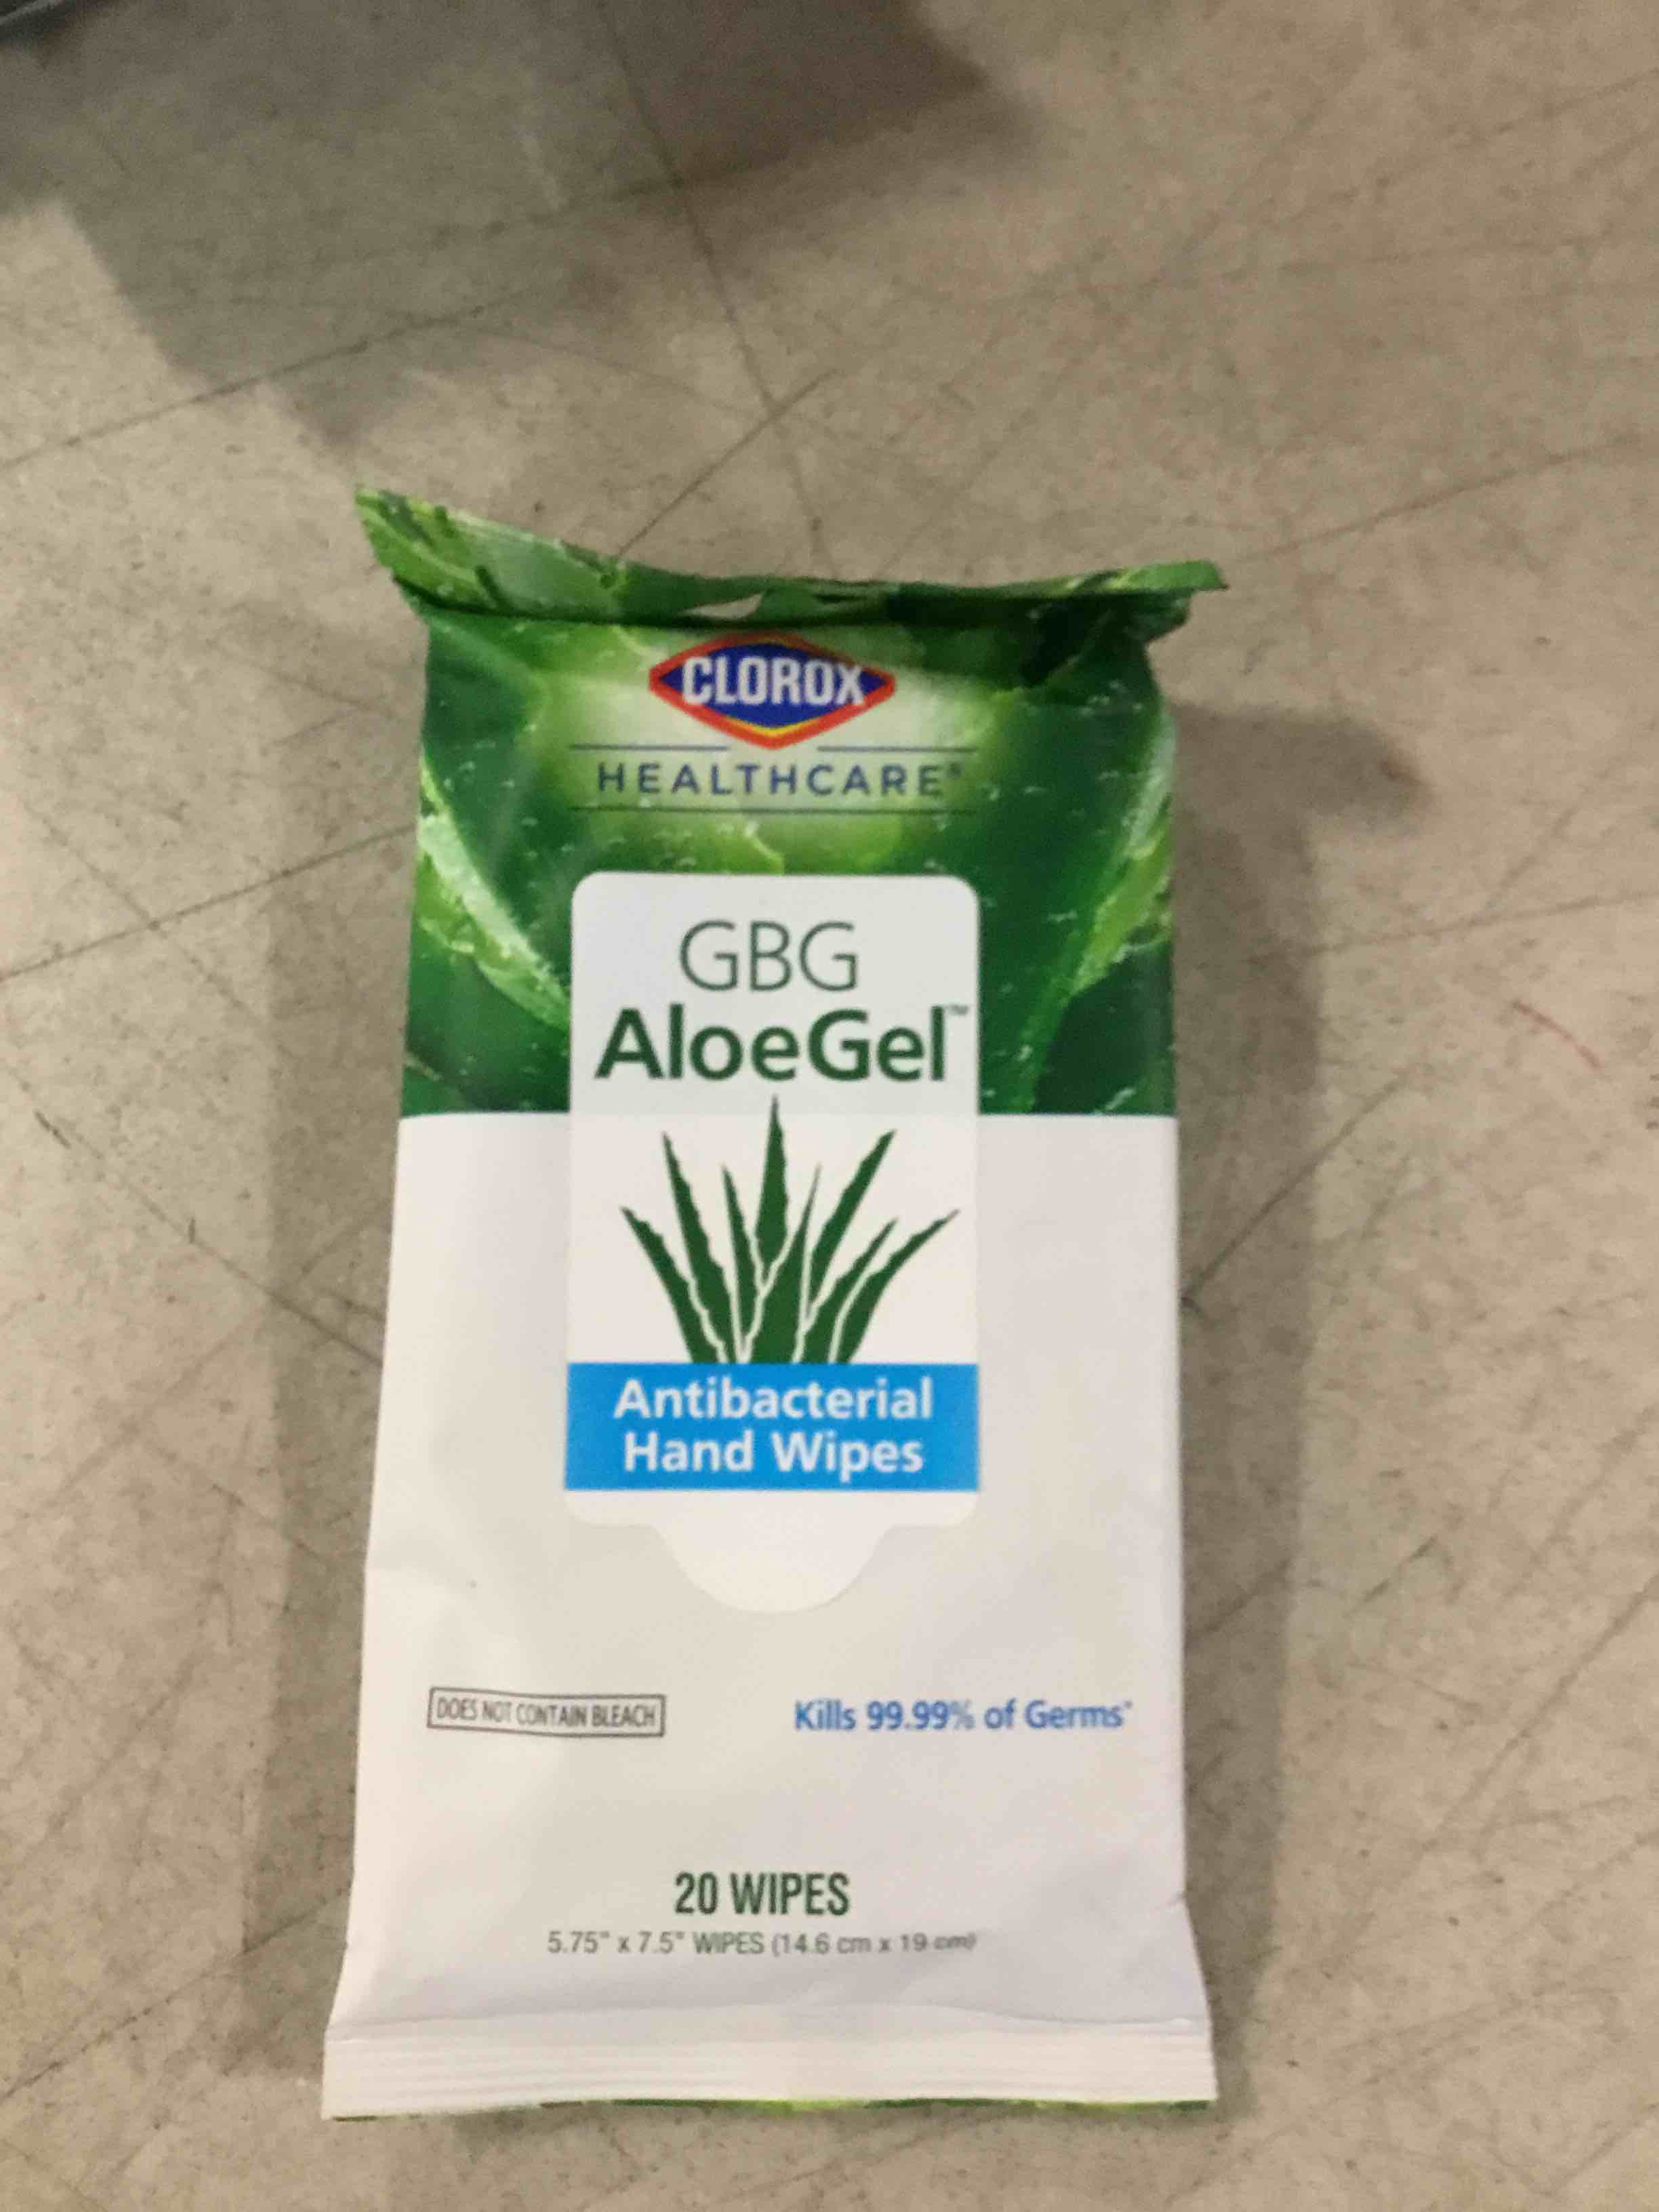 CLOROX
HEALTHCARE®
GBG
AloeGel™
Antibacterial
Hand Wipes
DOES NOT CONTAIN BLEACH
Kills 99.99% of Germs*
20 WIPES
5.75" x 7.5" WIPES (14.6 cm x 19 cm)